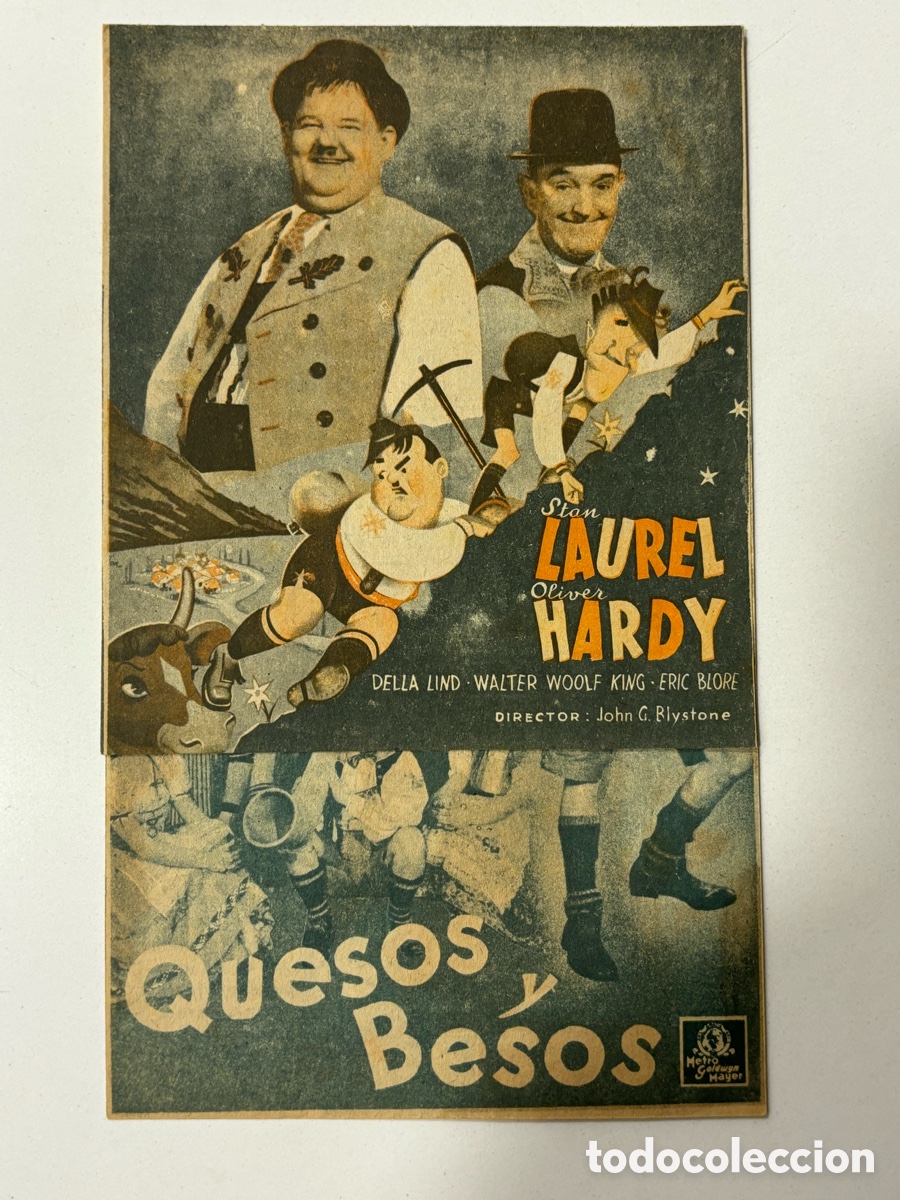 Stan
LAUREL
Oliver
HARDY
DELLA LIND · WALTER WOOLF KING · ERIC BLORE
DIRECTOR: John G. Blystone
Quesos
y
Besos
Metro
Goldwyn
Mayer
todocoleccion